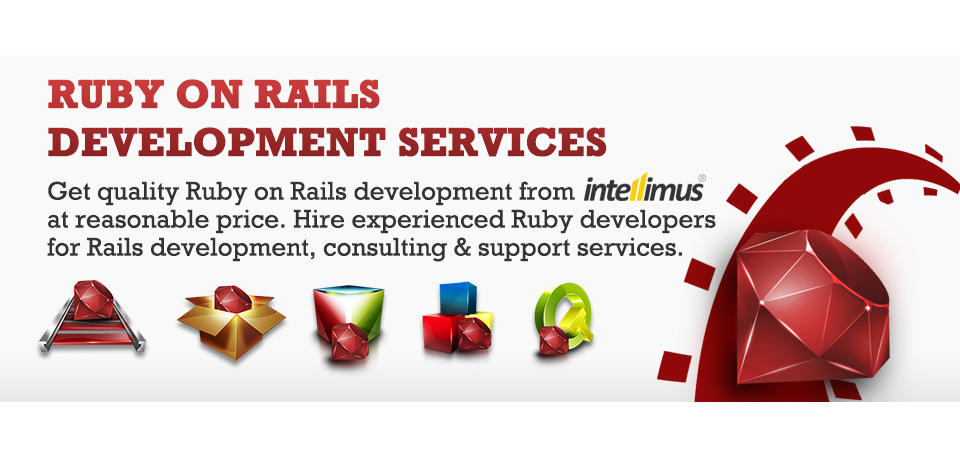 RUBY ON RAILS
DEVELOPMENT SERVICES
Get quality Ruby on Rails development from intellimus®
at reasonable price. Hire experienced Ruby developers
for Rails development, consulting & support services.